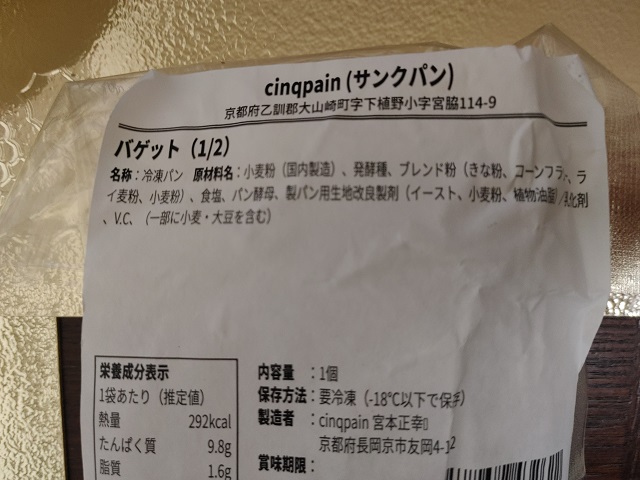 cinqpain (サンクパン)
京都府乙訓郡大山崎町字下植野小字宮脇114-9
バゲット (1/2)
名称：冷凍パン 原材料名：小麦粉（国内製造）、発酵種、ブレンド粉（きな粉、コーンフラ、ラ
イ麦粉、小麦粉）、食塩、パン酵母、製パン用生地改良製剤（イースト、小麦粉、植物油脂）/乳化剤
、V.C、（一部に小麦・大豆を含む）
栄養成分表示
1袋あたり（推定値）
熱量 292kcal
たんぱく質 9.8g
脂質 1.6g
内容量 ：1個
保存方法：要冷凍（-18℃以下で保存）
製造者 ：cinqpain 宮本正幸
京都府長岡京市友岡4-12
賞味期限：